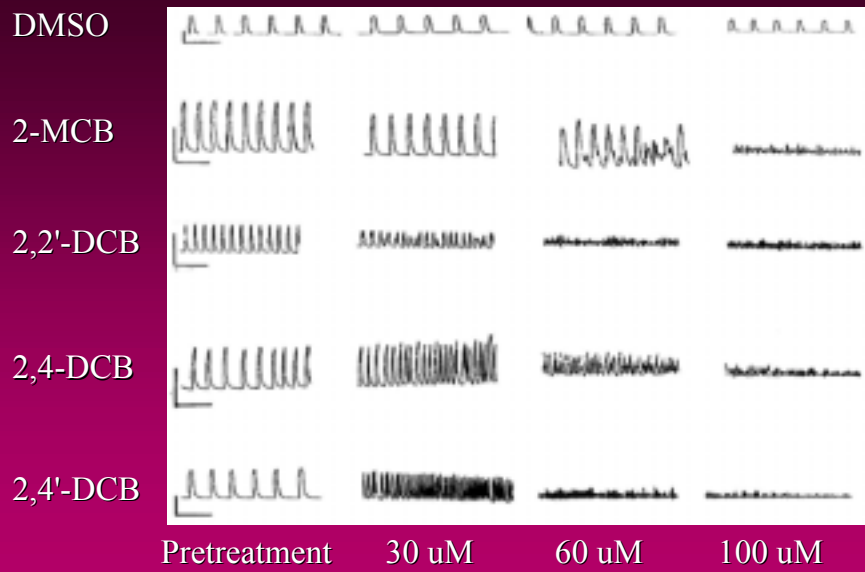 DMSO
2-MCB
2,2'-DCB
2,4-DCB
2,4'-DCB
Pretreatment 30 uM 60 uM 100 uM